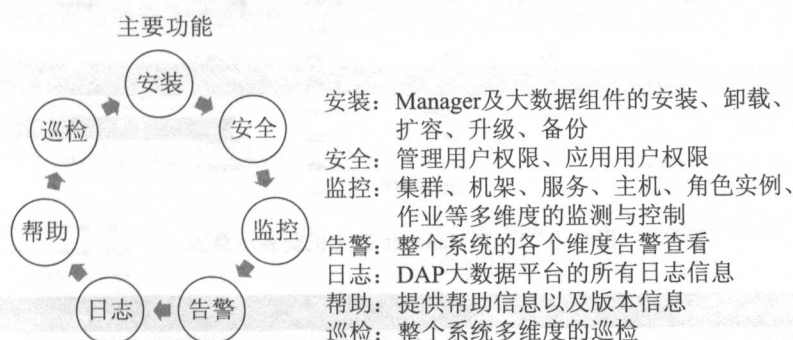 主要功能
安装
安全
监控
告警
日志
帮助
巡检
安装：Manager及大数据组件的安装、卸载、
扩容、升级、备份
安全：管理用户权限、应用用户权限
监控：集群、机架、服务、主机、角色实例、
作业等多维度的监测与控制
告警：整个系统的各个维度告警查看
日志：DAP大数据平台的所有日志信息
帮助：提供帮助信息以及版本信息
巡检：整个系统多维度的巡检